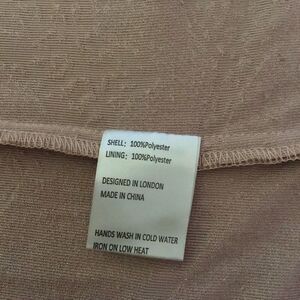 SHELL: 100%Polyester
LINING: 100%Polyester
DESIGNED IN LONDON
MADE IN CHINA
HANDS WASH IN COLD WATER
IRON ON LOW HEAT